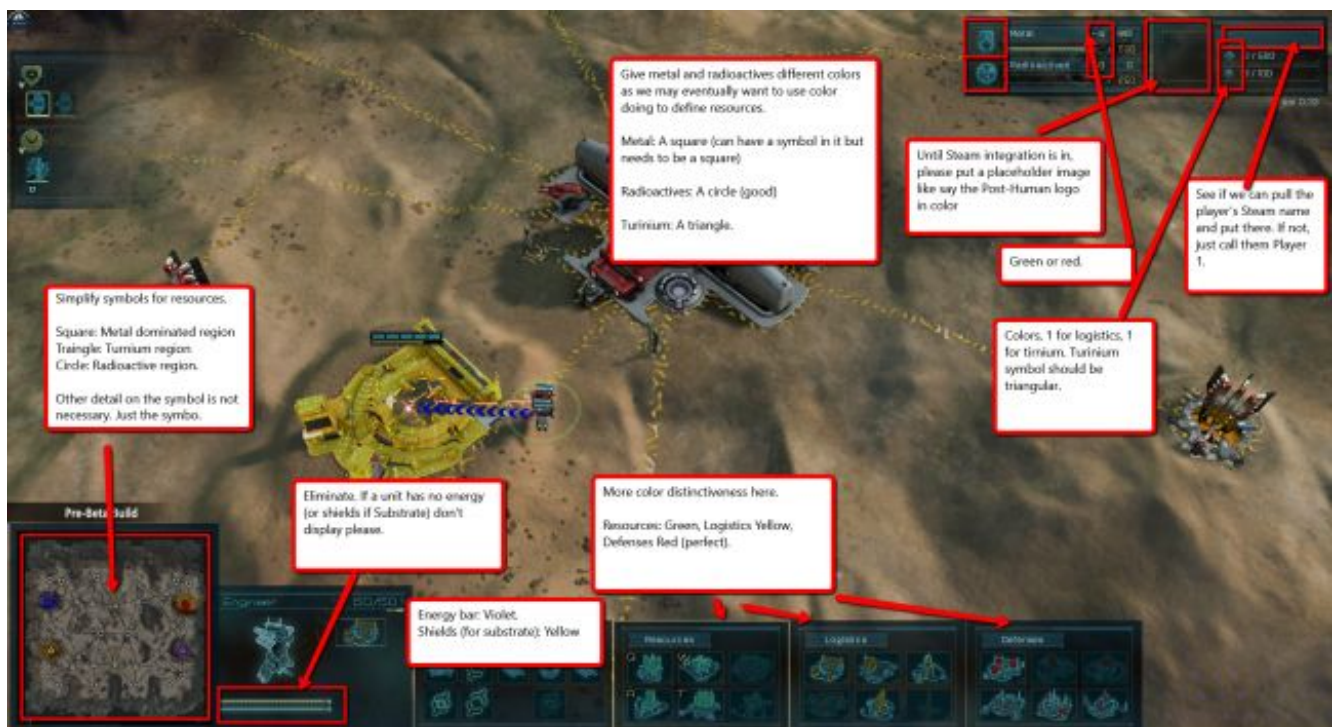 Metal
Radioactives
Give metal and radioactives different colors
as we may eventually want to use color
doing to define resources.
Metal: A square (can have a symbol in it but
needs to be a square)
Radioactives: A circle (good)
Turinium: A triangle.
Until Steam integration is in,
please put a placeholder image
like say the Post-Human logo
in color
See if we can pull the
player's Steam name
and put there. If not,
just call them Player
1.
Green or red.
Colors, 1 for logistics, 1
for tirnium. Turinium
symbol should be
triangular.
Simplify symbols for resources.
Square: Metal dominated region
Traingle: Turnium region
Circle: Radioactive region.
Other detail on the symbol is not
necessary. Just the symbo.
Eliminate. If a unit has no energy
(or shields if Substrate) don't
display please.
More color distinctiveness here.
Resources: Green, Logistics Yellow,
Defenses Red (perfect).
Pre-Beta Build
Engineer
Energy bar: Violet.
Shields (for substrate): Yellow
Resources
Logistics
Defenses